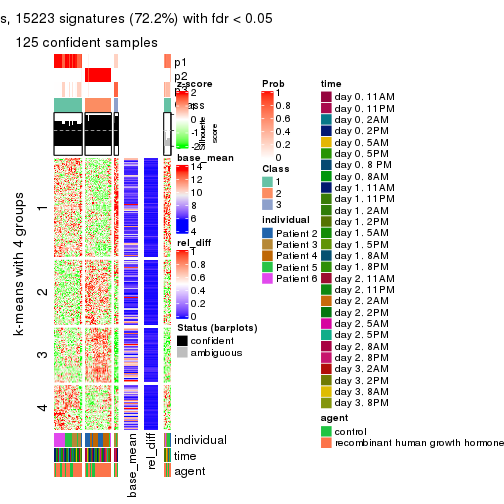 s, 15223 signatures (72.2%) with fdr < 0.05
125 confident samples
p1
p2
z-score
2
1
0
-1
-2
Silhouette score
base_mean
14
12
10
8
6
4
rel_diff
1
0.8
0.6
0.4
0.2
0
Status (barplots)
confident
ambiguous
k-means with 4 groups
1
2
3
4
individual
time
agent
base_mean
rel_diff
Prob
1
0.8
0.6
0.4
0.2
0
Class
1
2
3
individual
Patient 2
Patient 3
Patient 4
Patient 5
Patient 6
time
day 0. 11AM
day 0. 11PM
day 0. 2AM
day 0. 2PM
day 0. 5AM
day 0. 5PM
day 0. 8 PM
day 0. 8AM
day 1. 11AM
day 1. 11PM
day 1. 2AM
day 1. 2PM
day 1. 5AM
day 1. 5PM
day 1. 8AM
day 1. 8PM
day 2. 11AM
day 2. 11PM
day 2. 2AM
day 2. 2PM
day 2. 5AM
day 2. 5PM
day 2. 8AM
day 2. 8PM
day 3. 2AM
day 3. 2PM
day 3. 8AM
day 3. 8PM
agent
control
recombinant human growth hormone